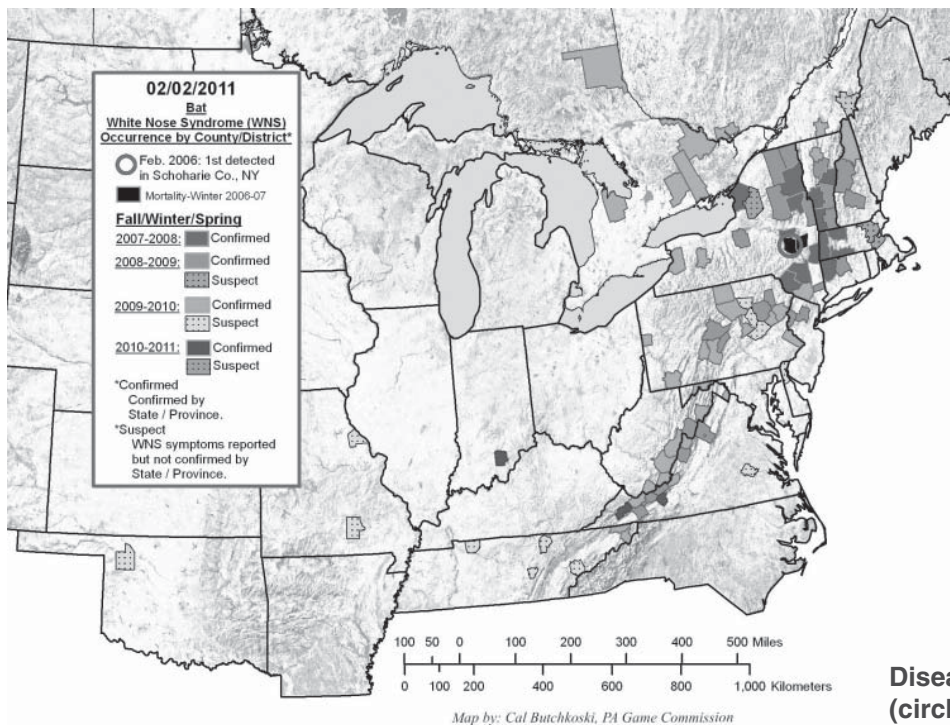 02/02/2011
Bat
White Nose Syndrome (WNS)
Occurrence by County/District*
Feb. 2006: 1st detected
in Schoharie Co., NY
Mortality-Winter 2006-07
Fall/Winter/Spring
2007-2008: Confirmed
2008-2009: Confirmed
Suspect
2009-2010: Confirmed
Suspect
2010-2011: Confirmed
Suspect
*Confirmed
Confirmed by
State / Province.
*Suspect
WNS symptoms reported
but not confirmed by
State / Province.
100 50 0 100 200 300 400 500 Miles
0 100 200 400 600 800 1,000 Kilometers
Map by: Cal Butchkoski, PA Game Commission
Disea
(circl